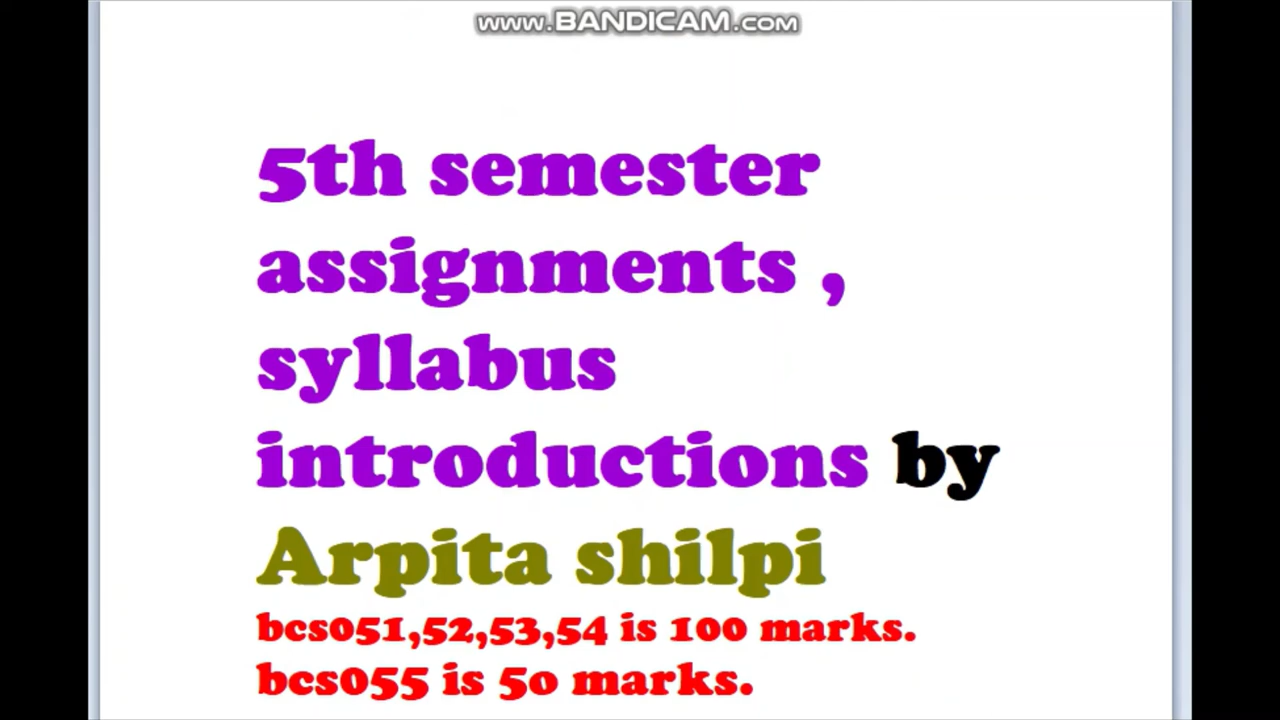 www.BANDICAM.com
5th semester
assignments ,
syllabus
introductions by
Arpita shilpi
bcs051,52,53,54 is 100 marks.
bcs055 is 50 marks.